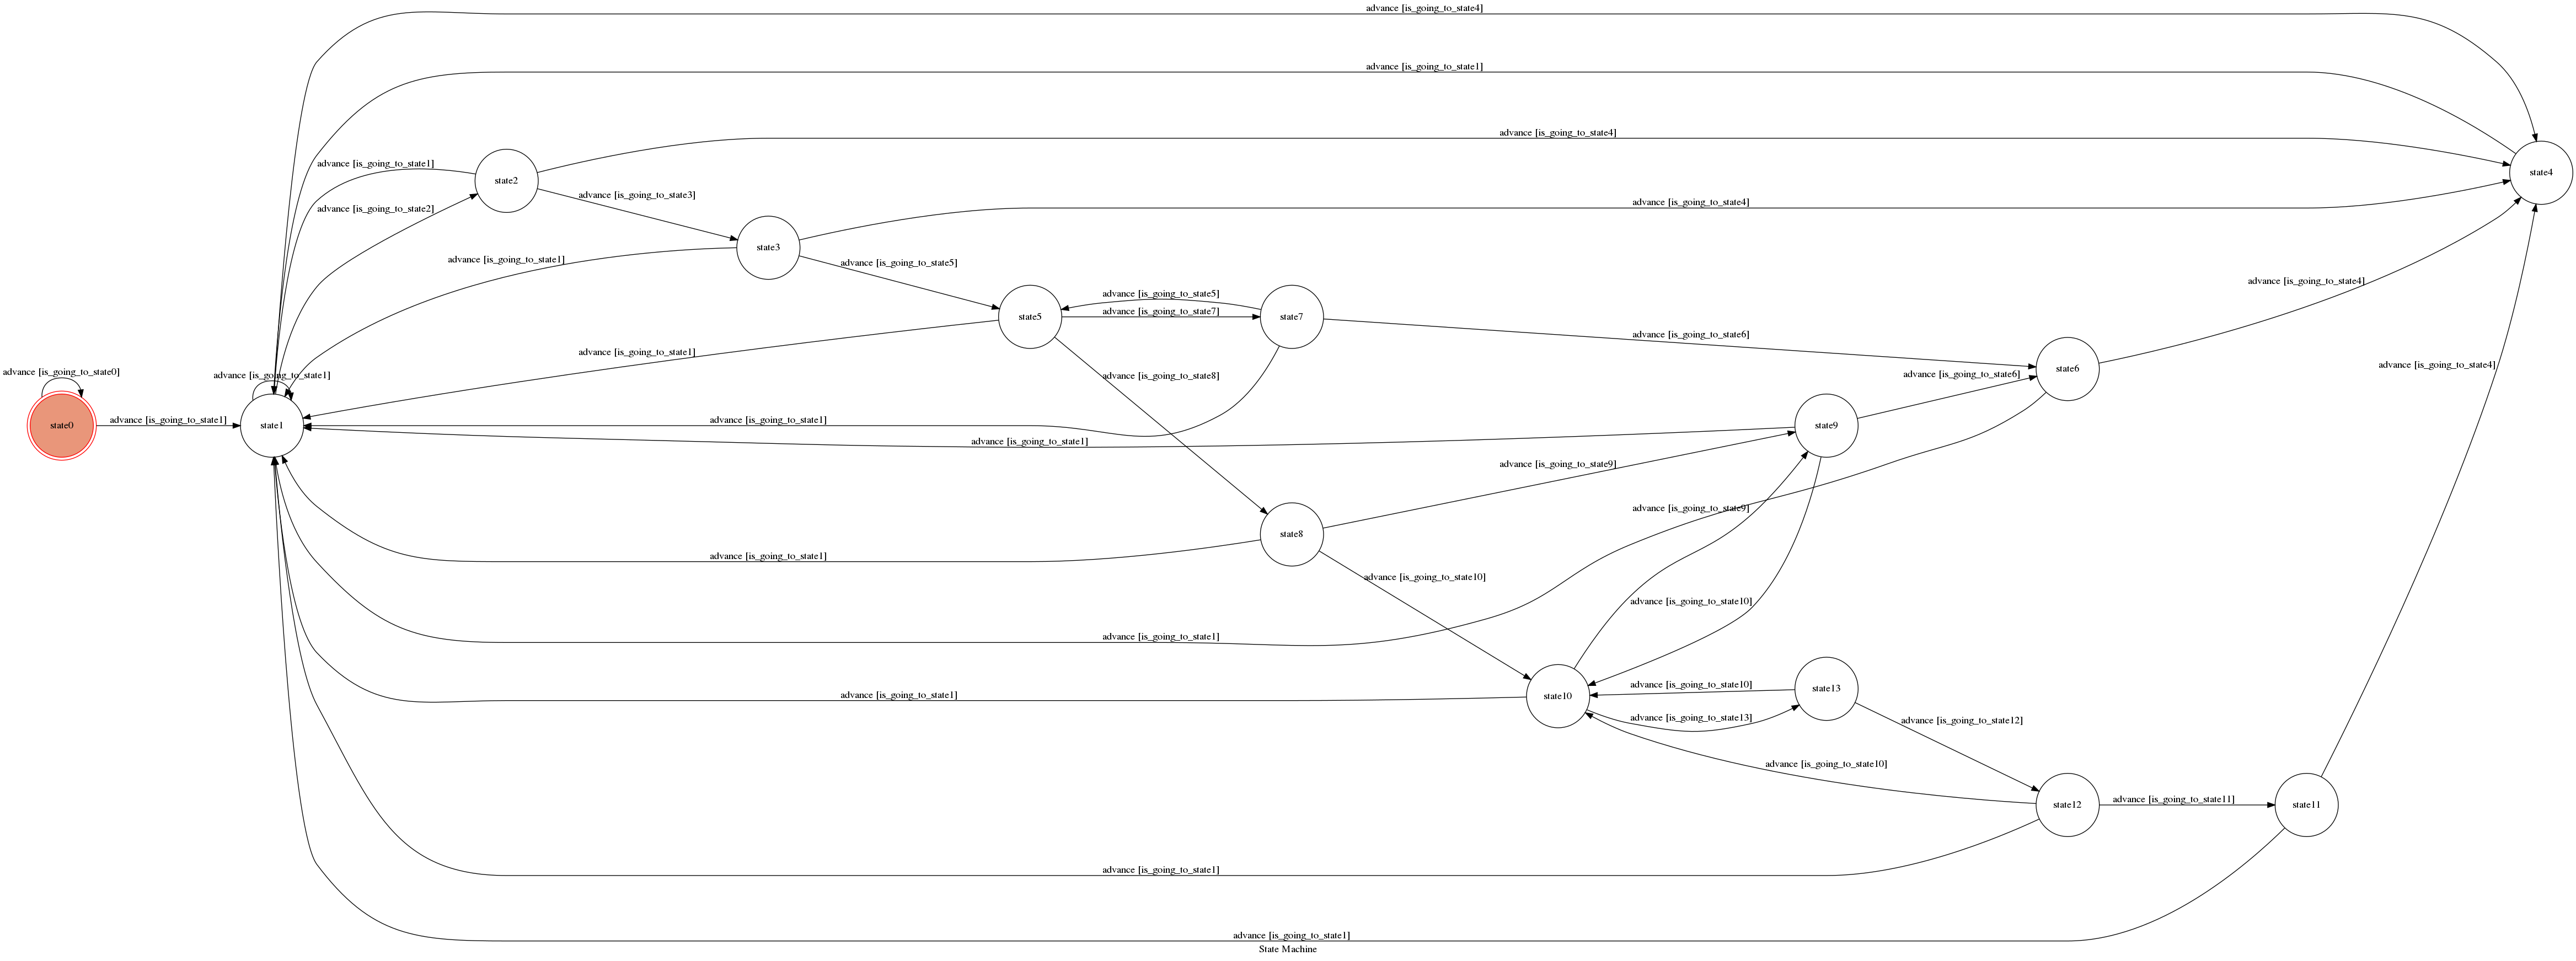 advance [is_going_to_state4]
advance [is_going_to_state1]
advance [is_going_to_state4]
advance [is_going_to_state1]
state2
state4
advance [is_going_to_state3]
advance [is_going_to_state4]
advance [is_going_to_state2]
state3
advance [is_going_to_state1]
advance [is_going_to_state5]
advance [is_going_to_state4]
advance [is_going_to_state5]
advance [is_going_to_state7]
state5
state7
advance [is_going_to_state6]
advance [is_going_to_state1]
advance [is_going_to_state4]
advance [is_going_to_state0]
advance [is_going_to_state1]
advance [is_going_to_state8]
advance [is_going_to_state6]
state6
advance [is_going_to_state1]
state0
state1
advance [is_going_to_state1]
state9
advance [is_going_to_state1]
advance [is_going_to_state9]
advance [is_going_to_state9]
state8
advance [is_going_to_state1]
advance [is_going_to_state10]
advance [is_going_to_state10]
advance [is_going_to_state1]
advance [is_going_to_state10]
state13
advance [is_going_to_state1]
state10
advance [is_going_to_state13]
advance [is_going_to_state12]
advance [is_going_to_state10]
advance [is_going_to_state11]
state12
state11
advance [is_going_to_state1]
advance [is_going_to_state1]
State Machine